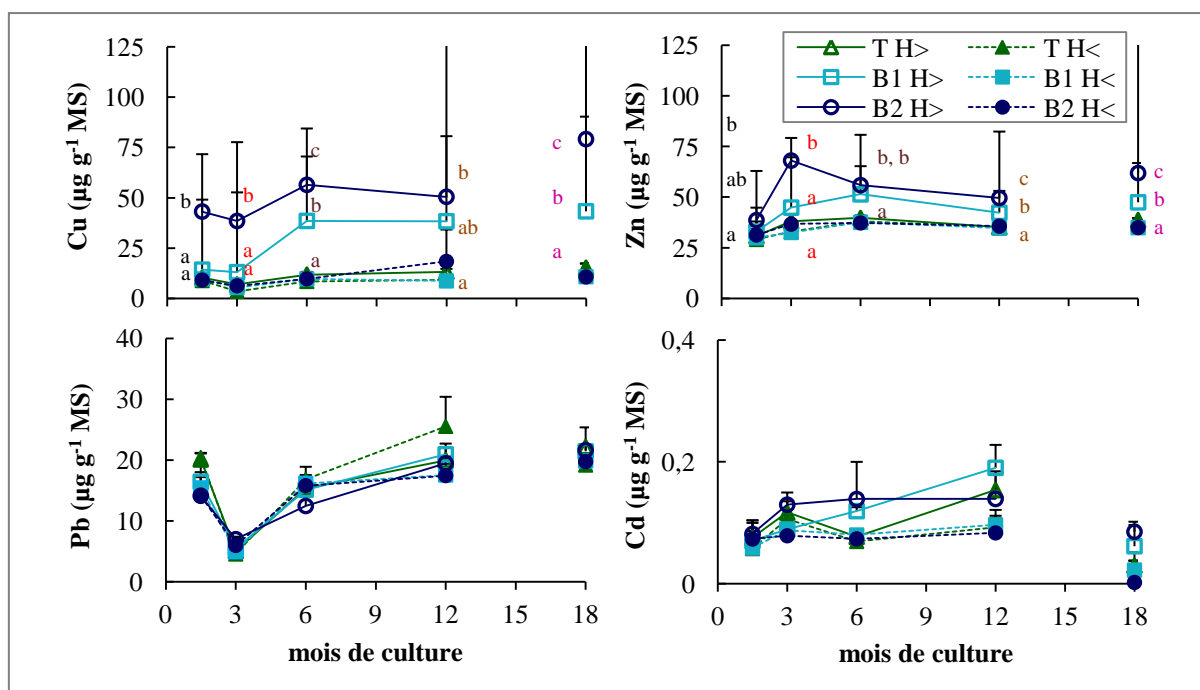 125
100
75
50
25
0
Cu (µg g⁻¹ MS)
b
a
a
b
a
a
c
b
a
b
ab
a
c
b
a
125
100
75
50
25
0
Zn (µg g⁻¹ MS)
T H> T H<
B1 H> B1 H<
B2 H> B2 H<
b
ab
a
b
a
a
b, b
a
c
b
a
c
b
a
40
30
20
10
0
Pb (µg g⁻¹ MS)
0 3 6 9 12 15 18
mois de culture
0,4
0,2
0
Cd (µg g⁻¹ MS)
0 3 6 9 12 15 18
mois de culture